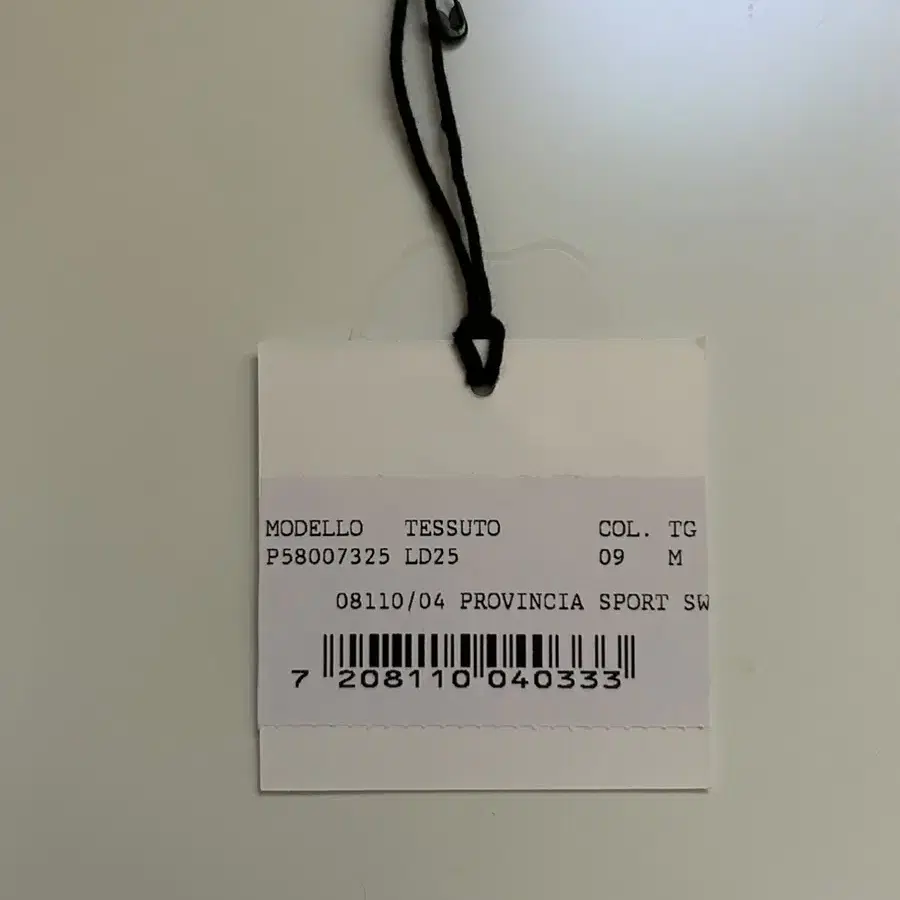 MODELLO TESSUTO COL. TG
P58007325 LD25 09 M
08110/04 PROVINCIA SPORT SW
7 208110 040333